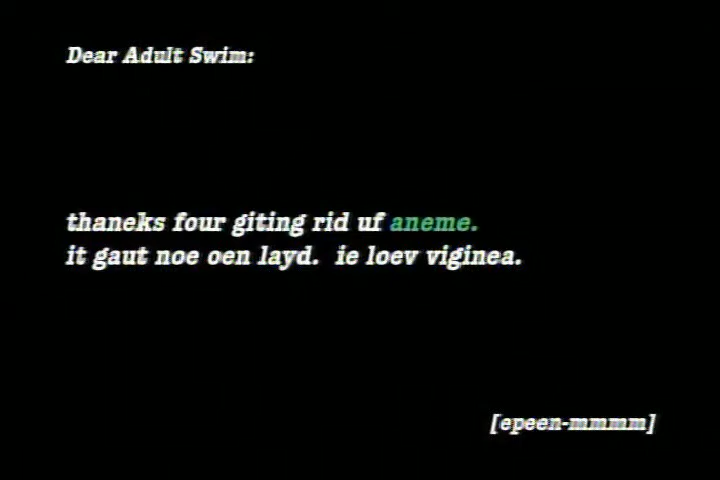 Dear Adult Swim:
thaneks four giting rid uf aneme.
it gaut noe oen layd.  ie loev viginea.
[epeen-mmmm]